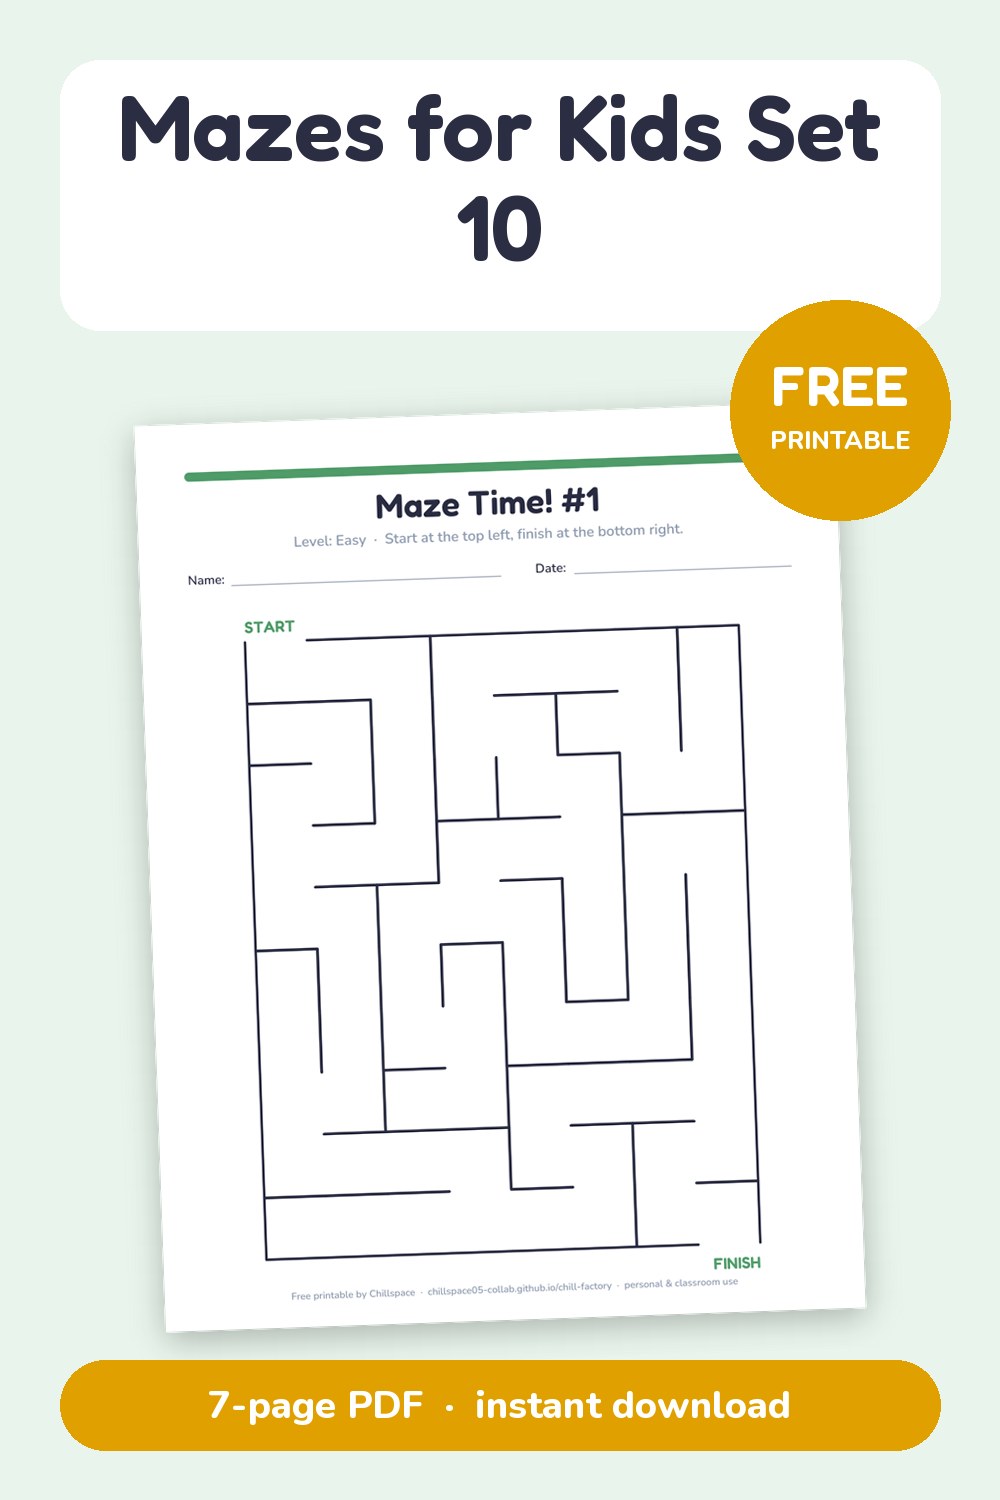 Mazes for Kids Set
10
FREE
PRINTABLE
Maze Time! #1
Level: Easy · Start at the top left, finish at the bottom right.
Name: Date:
START
FINISH
Free printable by Chillspace · chillspace05-collab.github.io/chill-factory · personal & classroom use
7-page PDF · instant download